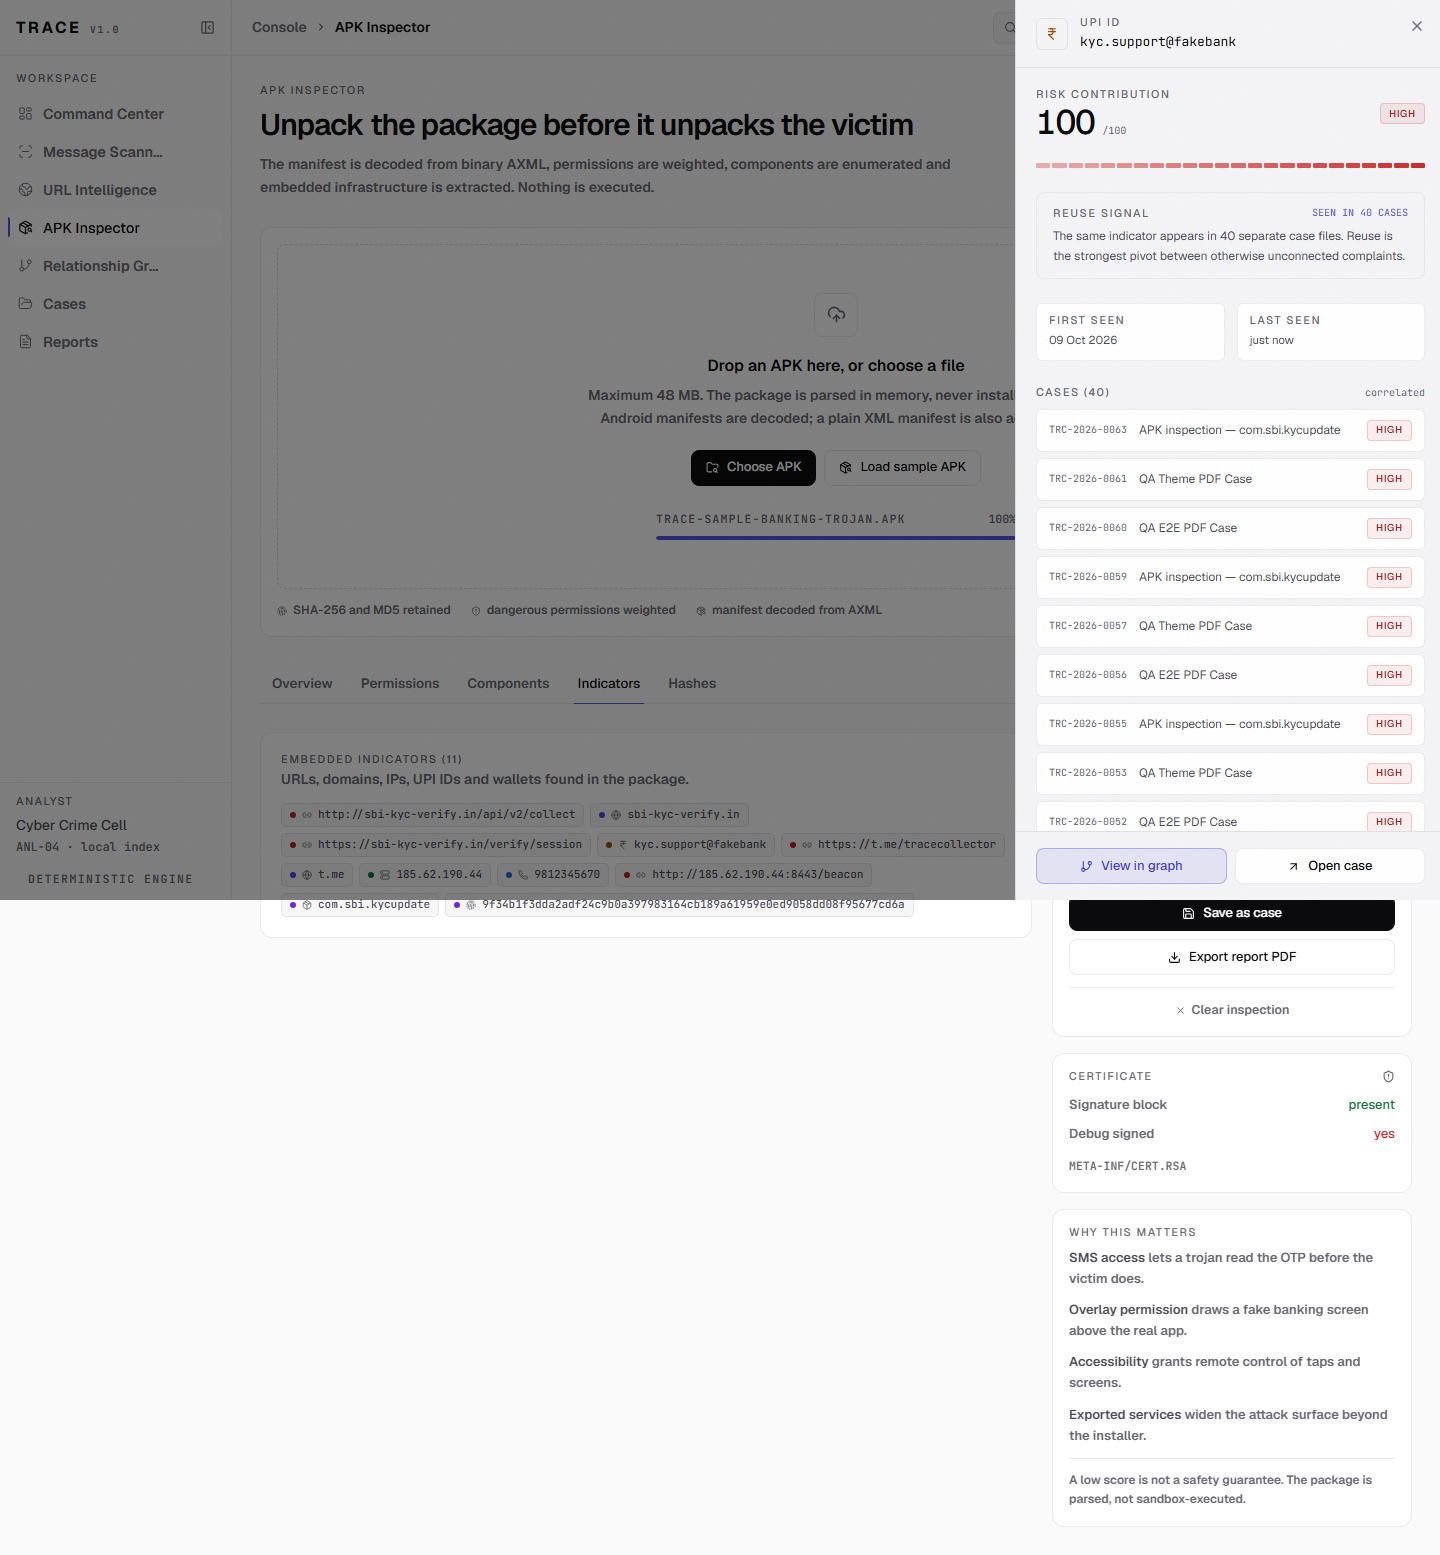 TRACE V1.0
WORKSPACE
Command Center
Message Scann...
URL Intelligence
APK Inspector
Relationship Gr...
Cases
Reports
ANALYST
Cyber Crime Cell
ANL-04 · local index
DETERMINISTIC ENGINE
Console > APK Inspector
APK INSPECTOR
Unpack the package before it unpacks the victim
The manifest is decoded from binary AXML, permissions are weighted, components are enumerated and
embedded infrastructure is extracted. Nothing is executed.
Drop an APK here, or choose a file
Maximum 48 MB. The package is parsed in memory, never instal
Android manifests are decoded; a plain XML manifest is also a
Choose APK
Load sample APK
TRACE-SAMPLE-BANKING-TROJAN.APK 100%
SHA-256 and MD5 retained
dangerous permissions weighted
manifest decoded from AXML
Overview Permissions Components Indicators Hashes
EMBEDDED INDICATORS (11)
URLs, domains, IPs, UPI IDs and wallets found in the package.
http://sbi-kyc-verify.in/api/v2/collect sbi-kyc-verify.in
https://sbi-kyc-verify.in/verify/session ₹ kyc.support@fakebank https://t.me/tracecollector
t.me 185.62.190.44 9812345670 http://185.62.190.44:8443/beacon
com.sbi.kycupdate 9f34b1f3dda2adf24c9b0a397983164cb189a61959e0ed9058dd08f95677cd6a
₹
UPI ID
kyc.support@fakebank
RISK CONTRIBUTION
100 /100
HIGH
REUSE SIGNAL SEEN IN 40 CASES
The same indicator appears in 40 separate case files. Reuse is
the strongest pivot between otherwise unconnected complaints.
FIRST SEEN
09 Oct 2026
LAST SEEN
just now
CASES (40) correlated
TRC-2026-0063 APK inspection — com.sbi.kycupdate HIGH
TRC-2026-0061 QA Theme PDF Case HIGH
TRC-2026-0060 QA E2E PDF Case HIGH
TRC-2026-0059 APK inspection — com.sbi.kycupdate HIGH
TRC-2026-0057 QA Theme PDF Case HIGH
TRC-2026-0056 QA E2E PDF Case HIGH
TRC-2026-0055 APK inspection — com.sbi.kycupdate HIGH
TRC-2026-0053 QA Theme PDF Case HIGH
TRC-2026-0052 QA E2E PDF Case HIGH
View in graph
Open case
Save as case
Export report PDF
Clear inspection
CERTIFICATE
Signature block present
Debug signed yes
META-INF/CERT.RSA
WHY THIS MATTERS
SMS access lets a trojan read the OTP before the
victim does.
Overlay permission draws a fake banking screen
above the real app.
Accessibility grants remote control of taps and
screens.
Exported services widen the attack surface beyond
the installer.
A low score is not a safety guarantee. The package is
parsed, not sandbox-executed.